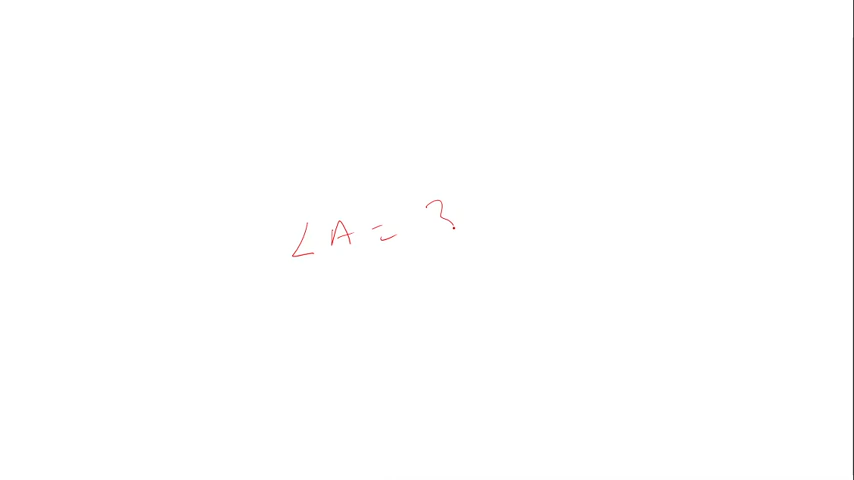 ∠A = ?